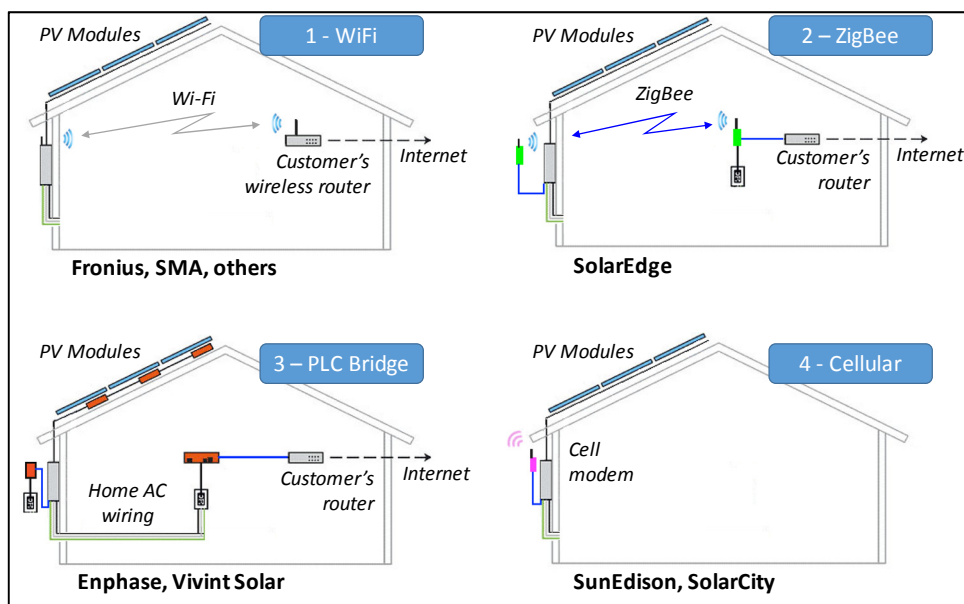 PV Modules
1 - WiFi
Wi-Fi
Customer's
wireless router
Internet
Fronius, SMA, others
PV Modules
2 – ZigBee
ZigBee
Customer's
router
Internet
SolarEdge
PV Modules
3 – PLC Bridge
Home AC
wiring
Customer's
router
Internet
Enphase, Vivint Solar
PV Modules
4 - Cellular
Cell
modem
SunEdison, SolarCity